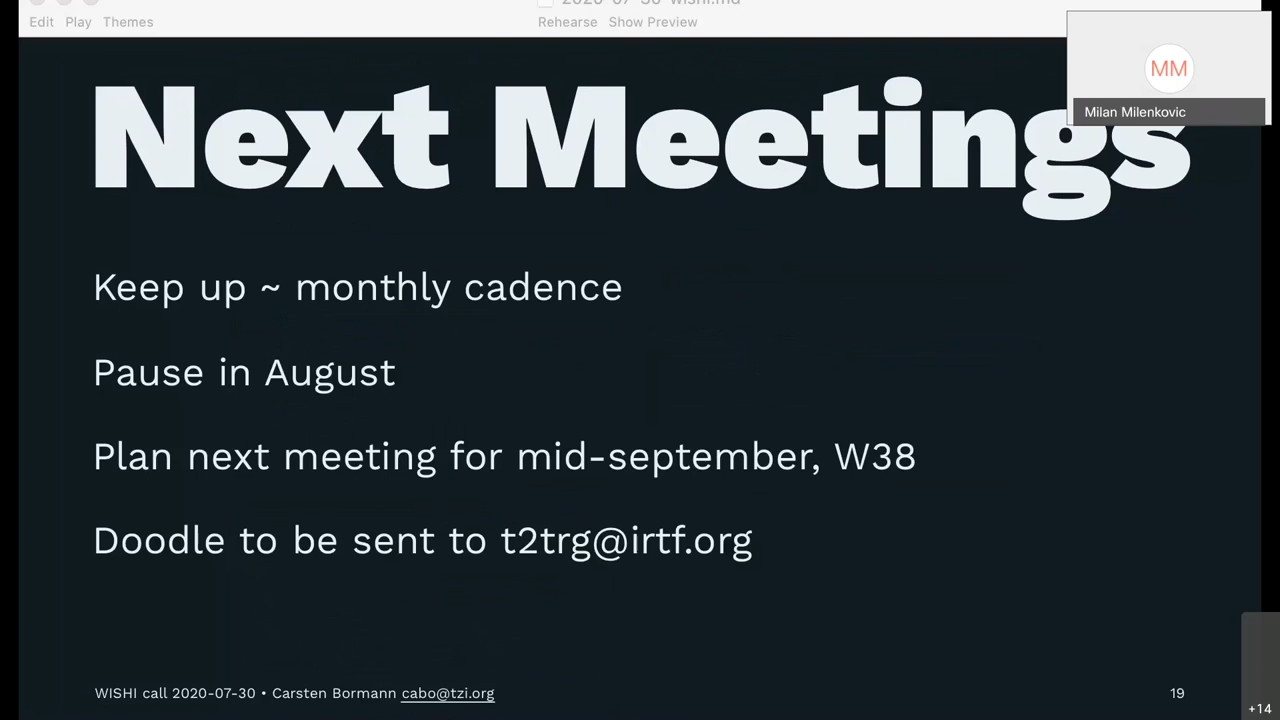 2020-07-30-wishi.md
Edit Play Themes
Rehearse Show Preview
MM
Milan Milenkovic
Next Meetings
Keep up ~ monthly cadence
Pause in August
Plan next meeting for mid-september, W38
Doodle to be sent to t2trg@irtf.org
WISHI call 2020-07-30 • Carsten Bormann cabo@tzi.org
19
+14